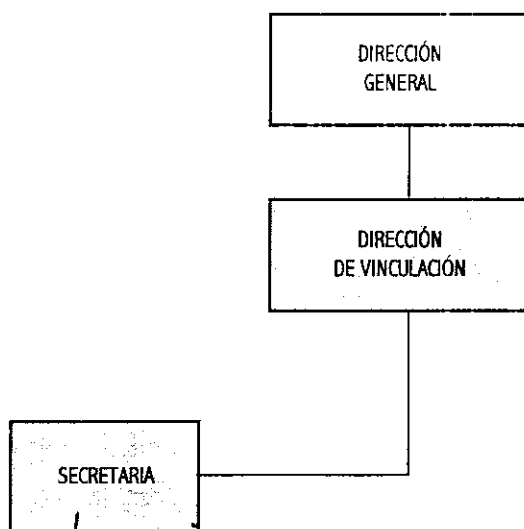 DIRECCIÓN
GENERAL
DIRECCIÓN
DE VINCULACIÓN
SECRETARIA